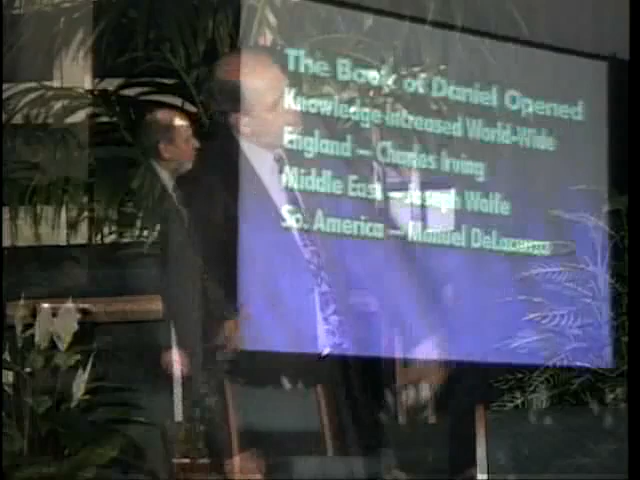 The Book of Daniel Opened
Knowledge Increased World-Wide
England – Charles Irving
Middle East – Joseph Wolfe
So. America – Manuel